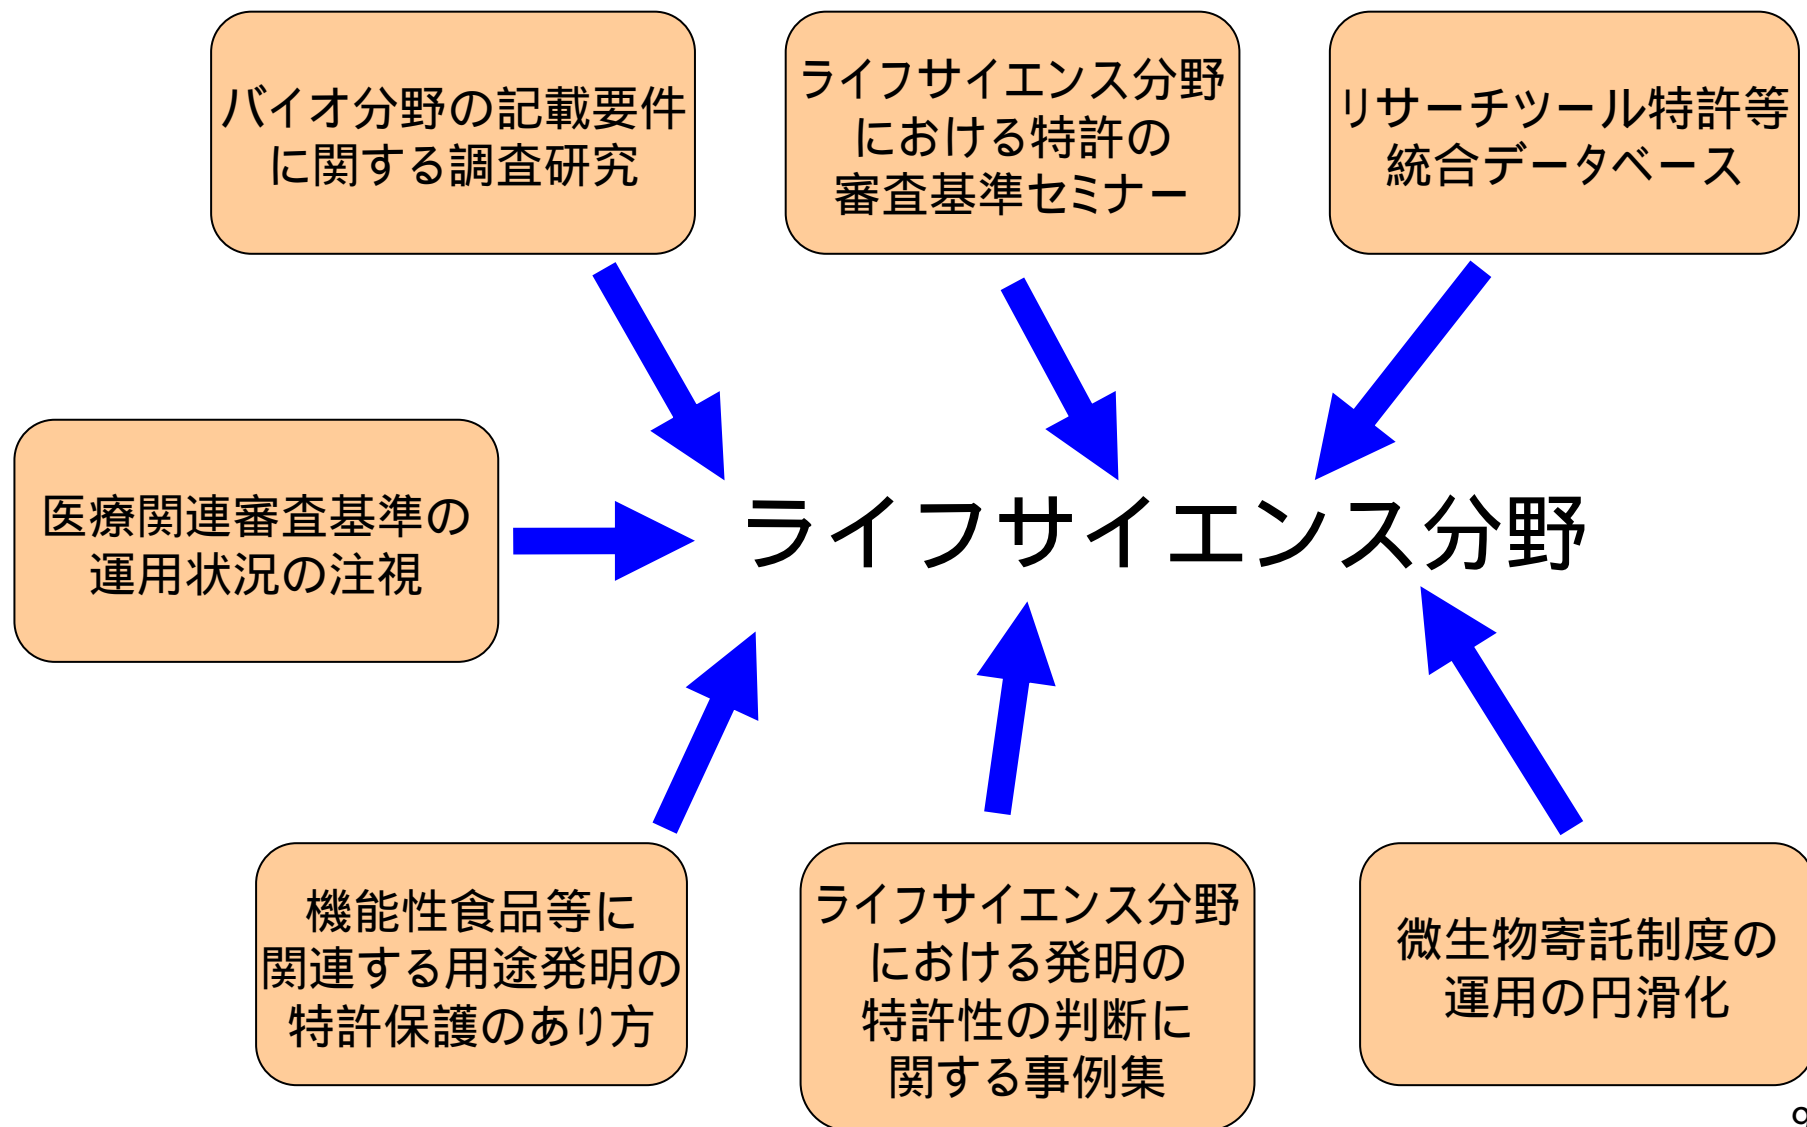 バイオ分野の記載要件
に関する調査研究
ライフサイエンス分野
における特許の
審査基準セミナー
リサーチツール特許等
統合データベース
医療関連審査基準の
運用状況の注視
ライフサイエンス分野
機能性食品等に
関連する用途発明の
特許保護のあり方
ライフサイエンス分野
における発明の
特許性の判断に
関する事例集
微生物寄託制度の
運用の円滑化